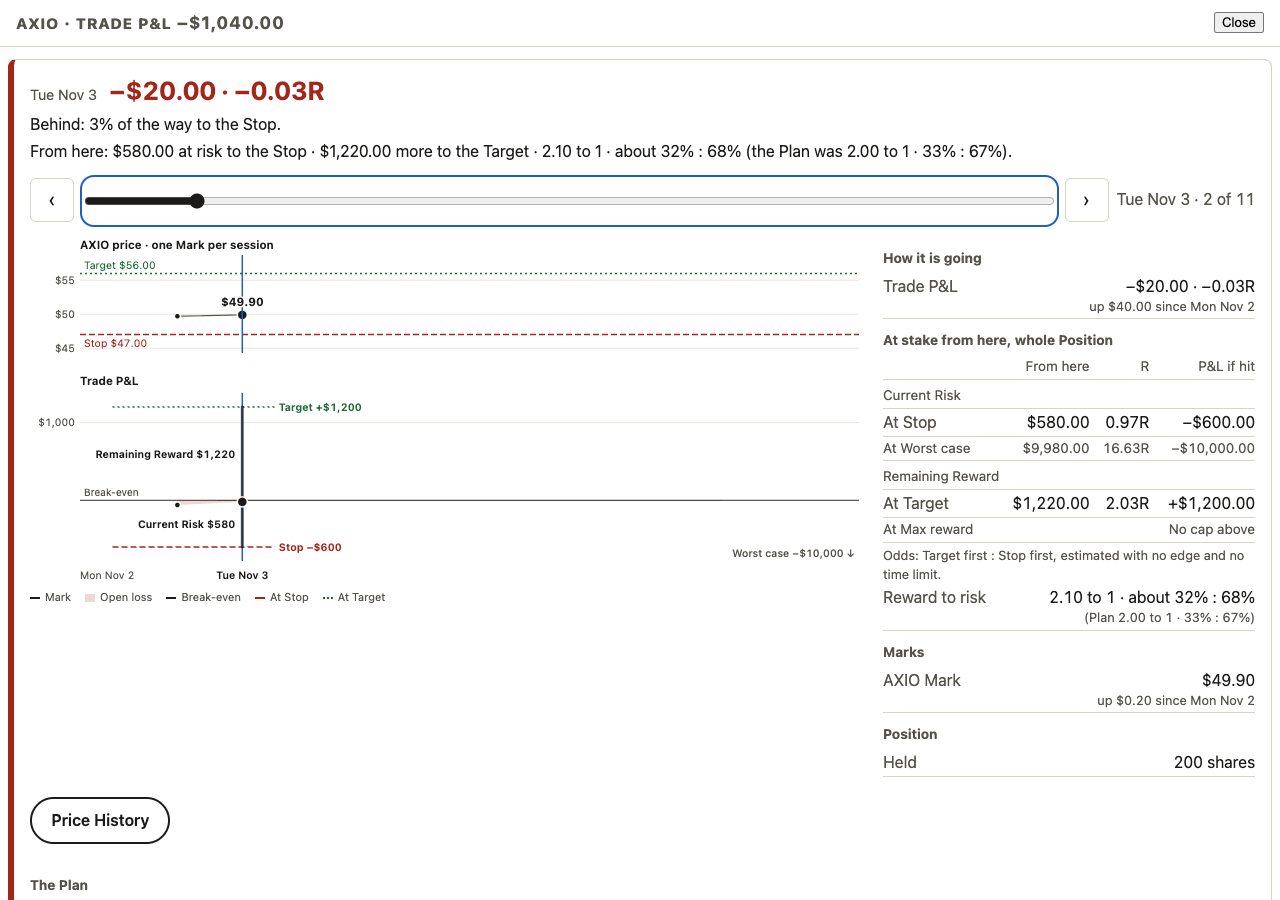 AXIO · TRADE P&L −$1,040.00
Close
Tue Nov 3 −$20.00 · −0.03R
Behind: 3% of the way to the Stop.
From here: $580.00 at risk to the Stop · $1,220.00 more to the Target · 2.10 to 1 · about 32% : 68% (the Plan was 2.00 to 1 · 33% : 67%).
‹
›
Tue Nov 3 · 2 of 11
AXIO price · one Mark per session
Target $56.00
$55
$49.90
$50
Stop $47.00
$45
Trade P&L
Target +$1,200
$1,000
Remaining Reward $1,220
Break-even
Current Risk $580
Stop −$600
Worst case −$10,000 ↓
Mon Nov 2
Tue Nov 3
Mark Open loss Break-even At Stop At Target
How it is going
Trade P&L −$20.00 · −0.03R
up $40.00 since Mon Nov 2
At stake from here, whole Position
From here R P&L if hit
Current Risk
At Stop $580.00 0.97R −$600.00
At Worst case $9,980.00 16.63R −$10,000.00
Remaining Reward
At Target $1,220.00 2.03R +$1,200.00
At Max reward No cap above
Odds: Target first : Stop first, estimated with no edge and no
time limit.
Reward to risk 2.10 to 1 · about 32% : 68%
(Plan 2.00 to 1 · 33% : 67%)
Marks
AXIO Mark $49.90
up $0.20 since Mon Nov 2
Position
Held 200 shares
Price History
The Plan